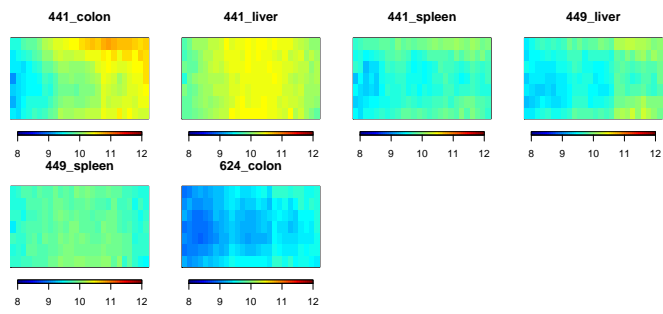 441_colon 441_liver 441_spleen 449_liver
8 9 10 11 12 8 9 10 11 12 8 9 10 11 12 8 9 10 11 12
449_spleen 624_colon
8 9 10 11 12 8 9 10 11 12